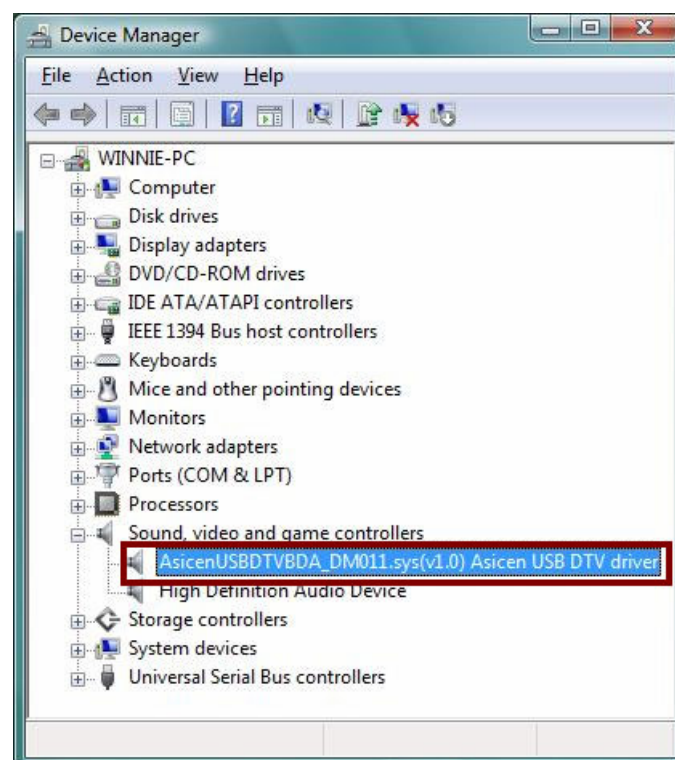 Device Manager
File Action View Help
WINNIE-PC
Computer
Disk drives
Display adapters
DVD/CD-ROM drives
IDE ATA/ATAPI controllers
IEEE 1394 Bus host controllers
Keyboards
Mice and other pointing devices
Monitors
Network adapters
Ports (COM & LPT)
Processors
Sound, video and game controllers
AsicenUSBDTVBDA_DM011.sys(v1.0) Asicen USB DTV driver
High Definition Audio Device
Storage controllers
System devices
Universal Serial Bus controllers